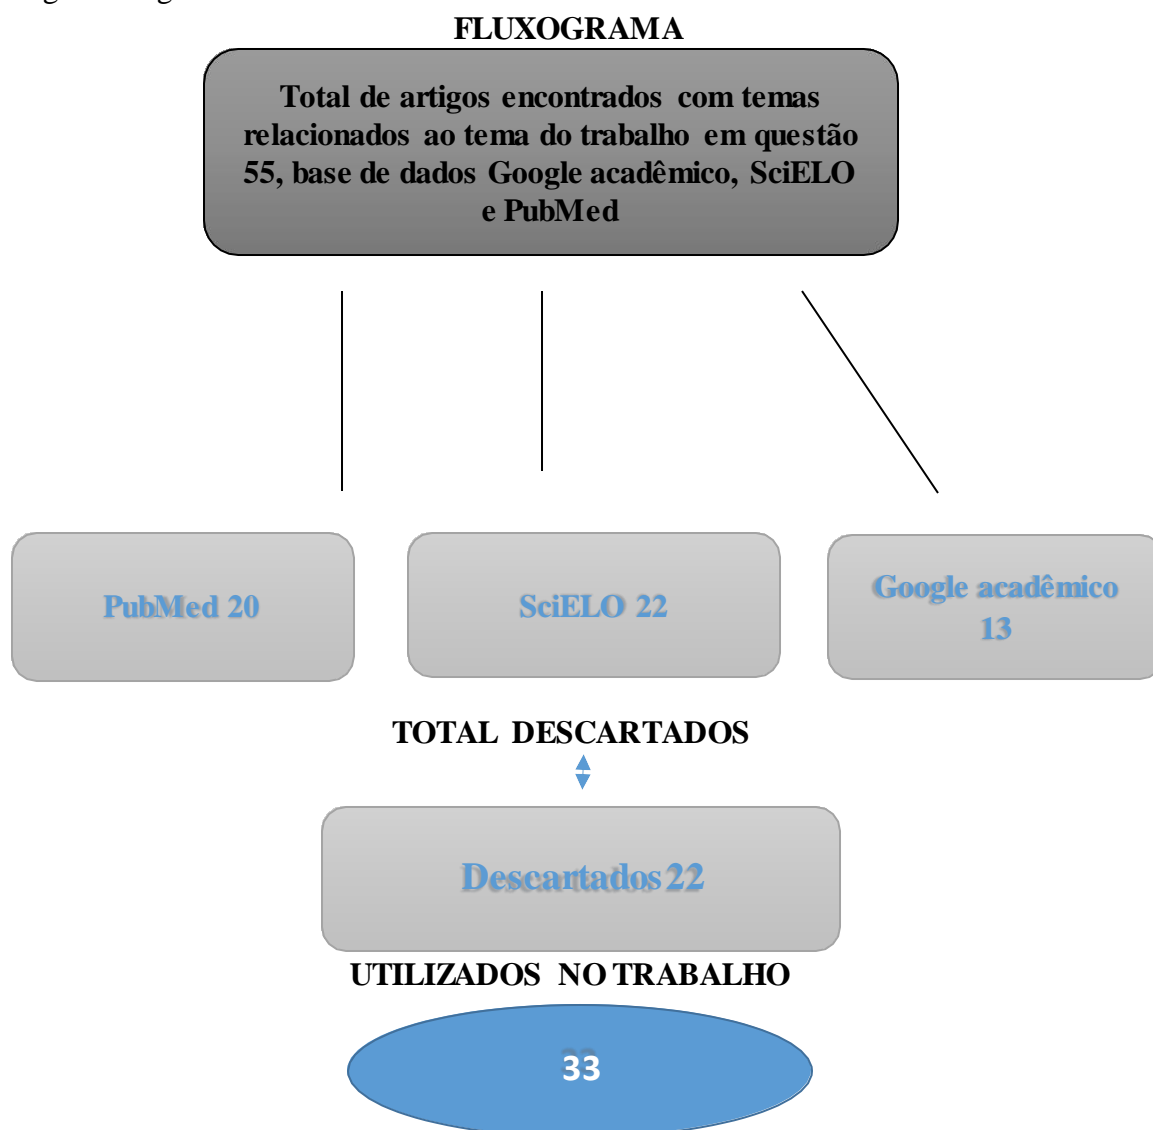 FLUXOGRAMA
Total de artigos encontrados com temas
relacionados ao tema do trabalho em questão
55, base de dados Google acadêmico, SciELO
e PubMed
PubMed 20
SciELO 22
Google acadêmico
13
TOTAL DESCARTADOS
Descartados 22
UTILIZADOS NO TRABALHO
33